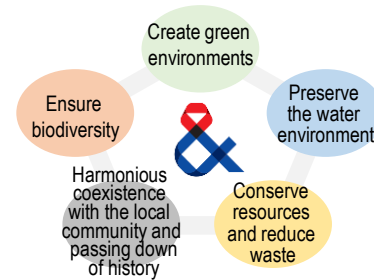 Create green
environments
Preserve
the water
environment
Conserve
resources
and reduce
waste
Harmonious
coexistence
with the local
community and
passing down
of history
Ensure
biodiversity
&